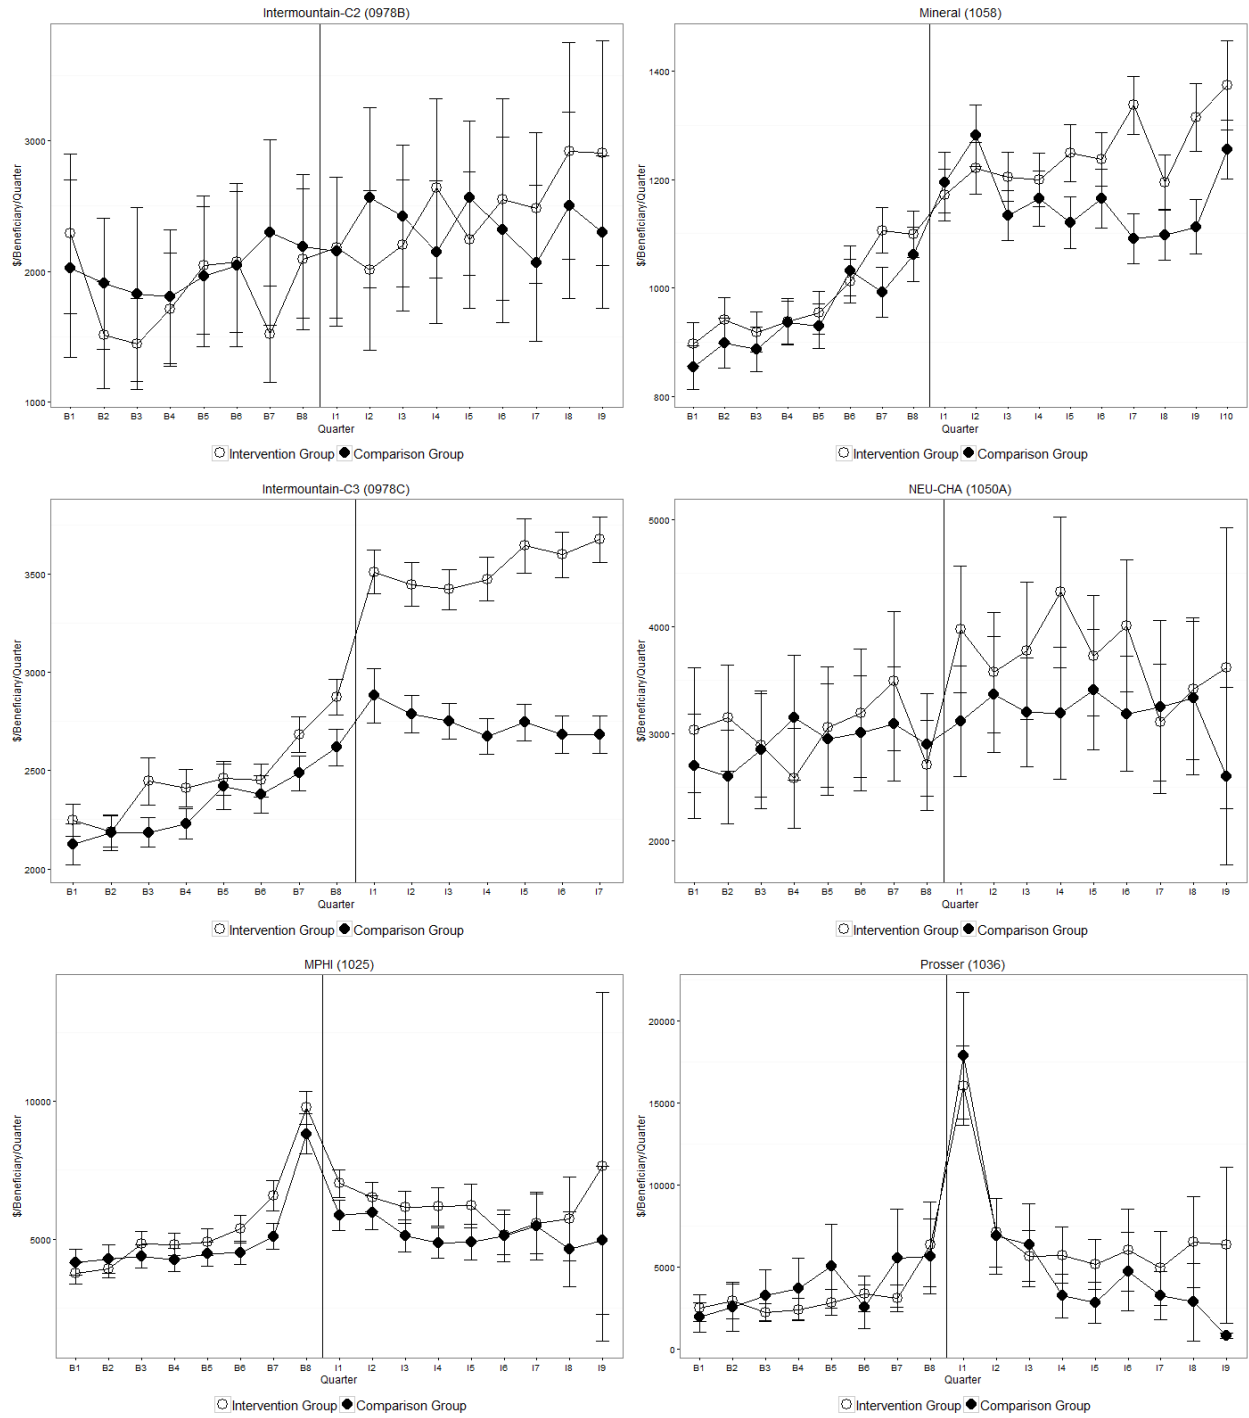 Intermountain-C2 (0978B)
$/Beneficiary/Quarter
3000
2000
1000
B1 B2 B3 B4 B5 B6 B7 B8 I1 I2 I3 I4 I5 I6 I7 I8 I9
Quarter
Intervention Group Comparison Group
Mineral (1058)
$/Beneficiary/Quarter
1400
1200
1000
800
B1 B2 B3 B4 B5 B6 B7 B8 I1 I2 I3 I4 I5 I6 I7 I8 I9 I10
Quarter
Intervention Group Comparison Group
Intermountain-C3 (0978C)
$/Beneficiary/Quarter
3500
3000
2500
2000
B1 B2 B3 B4 B5 B6 B7 B8 I1 I2 I3 I4 I5 I6 I7
Quarter
Intervention Group Comparison Group
NEU-CHA (1050A)
$/Beneficiary/Quarter
5000
4000
3000
2000
B1 B2 B3 B4 B5 B6 B7 B8 I1 I2 I3 I4 I5 I6 I7 I8 I9
Quarter
Intervention Group Comparison Group
MPHI (1025)
$/Beneficiary/Quarter
10000
5000
B1 B2 B3 B4 B5 B6 B7 B8 I1 I2 I3 I4 I5 I6 I7 I8 I9
Quarter
Intervention Group Comparison Group
Prosser (1036)
$/Beneficiary/Quarter
20000
15000
10000
5000
0
B1 B2 B3 B4 B5 B6 B7 B8 I1 I2 I3 I4 I5 I6 I7 I8 I9
Quarter
Intervention Group Comparison Group